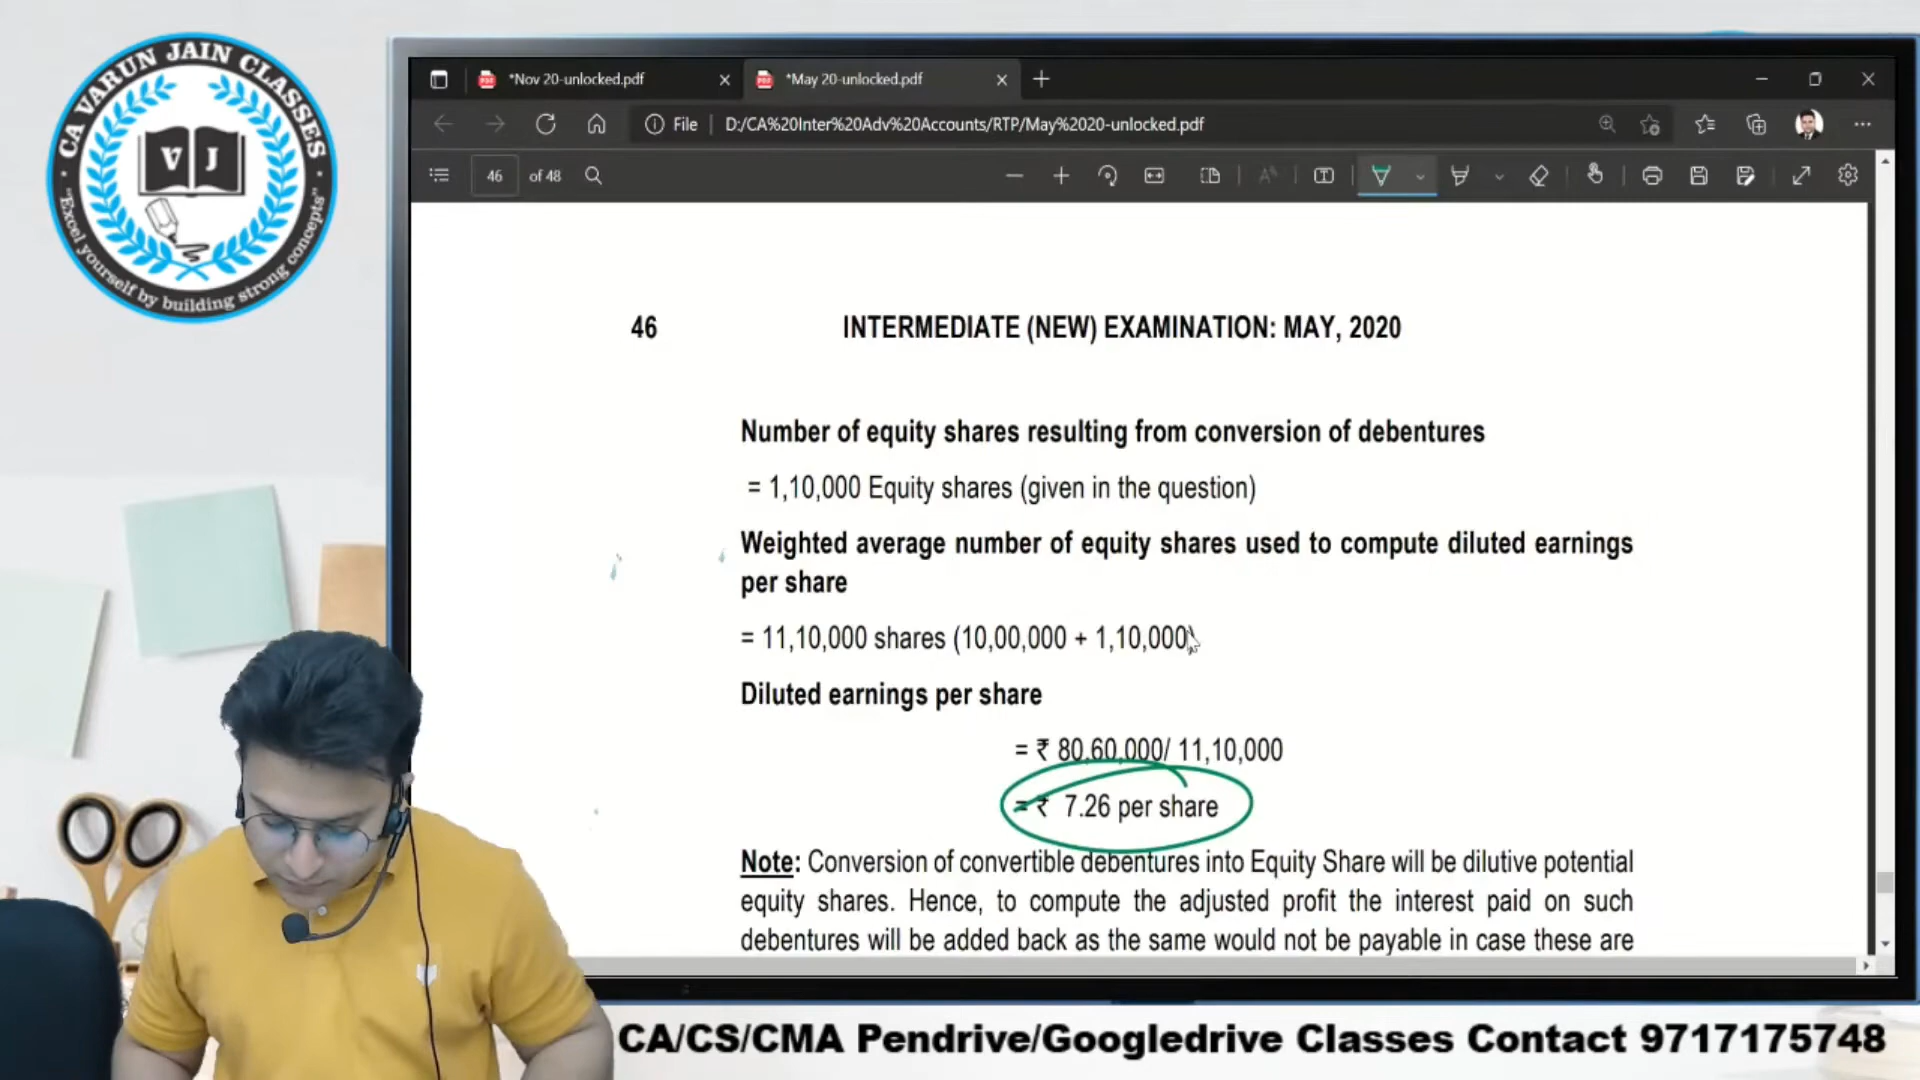 CA VARUN JAIN CLASSES
V J
"Excel yourself by building strong concepts"
*Nov 20-unlocked.pdf
*May 20-unlocked.pdf
File
D:/CA%20Inter%20Adv%20Accounts/RTP/May%2020-unlocked.pdf
46 of 48
46 INTERMEDIATE (NEW) EXAMINATION: MAY, 2020
Number of equity shares resulting from conversion of debentures
= 1,10,000 Equity shares (given in the question)
Weighted average number of equity shares used to compute diluted earnings
per share
= 11,10,000 shares (10,00,000 + 1,10,000)
Diluted earnings per share
= ₹ 80,60,000/ 11,10,000
= ₹ 7.26 per share
Note: Conversion of convertible debentures into Equity Share will be dilutive potential
equity shares. Hence, to compute the adjusted profit the interest paid on such
debentures will be added back as the same would not be payable in case these are
CA/CS/CMA Pendrive/Googledrive Classes Contact 9717175748